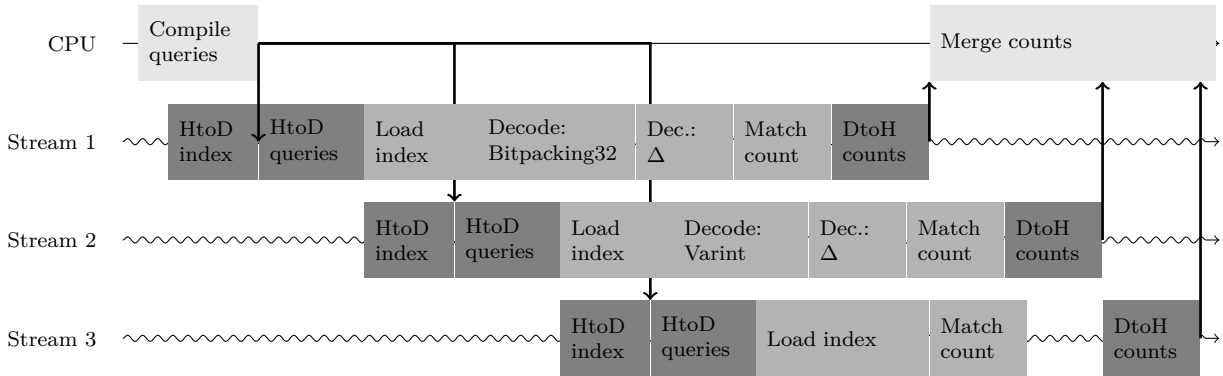 CPU
Compile
queries
Merge counts
Stream 1
HtoD
index
HtoD
queries
Load
index
Decode:
Bitpacking32
Dec.:
Δ
Match
count
DtoH
counts
Stream 2
HtoD
index
HtoD
queries
Load
index
Decode:
Varint
Dec.:
Δ
Match
count
DtoH
counts
Stream 3
HtoD
index
HtoD
queries
Load index
Match
count
DtoH
counts